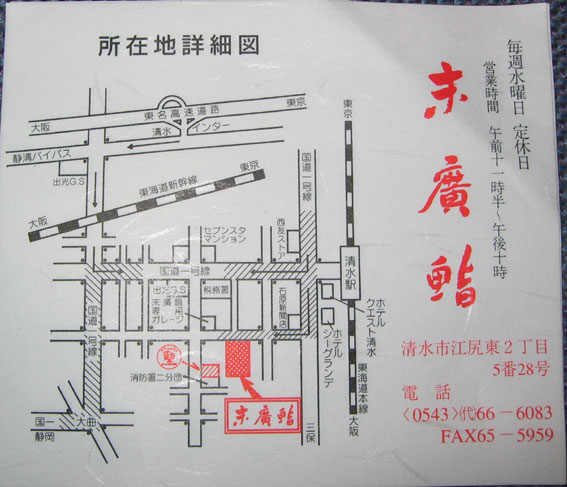 所在地詳細図
毎週水曜日 定休日
営業時間 午前十一時半〜午後十時
末廣鮨
清水市江尻東2丁目
5番28号
電話
〈0543〉㈹66－6083
FAX65－5959
東京
大阪
東名高速道路
東京
清水
インター
静清バイパス
出光G.S
東海道新幹線
東京
大阪
国道一号線
セブンスタ
マンション
西友ストア
国道一号線
清水駅
出光G.S
税務署
専ガレージ
石原新聞店
ホテル
クエスト清水
ホテル
シーグランデ
国道一号線
聖
消防署二分団
末廣鮨
東海道本線
大阪
三保
国一
静岡
大曲